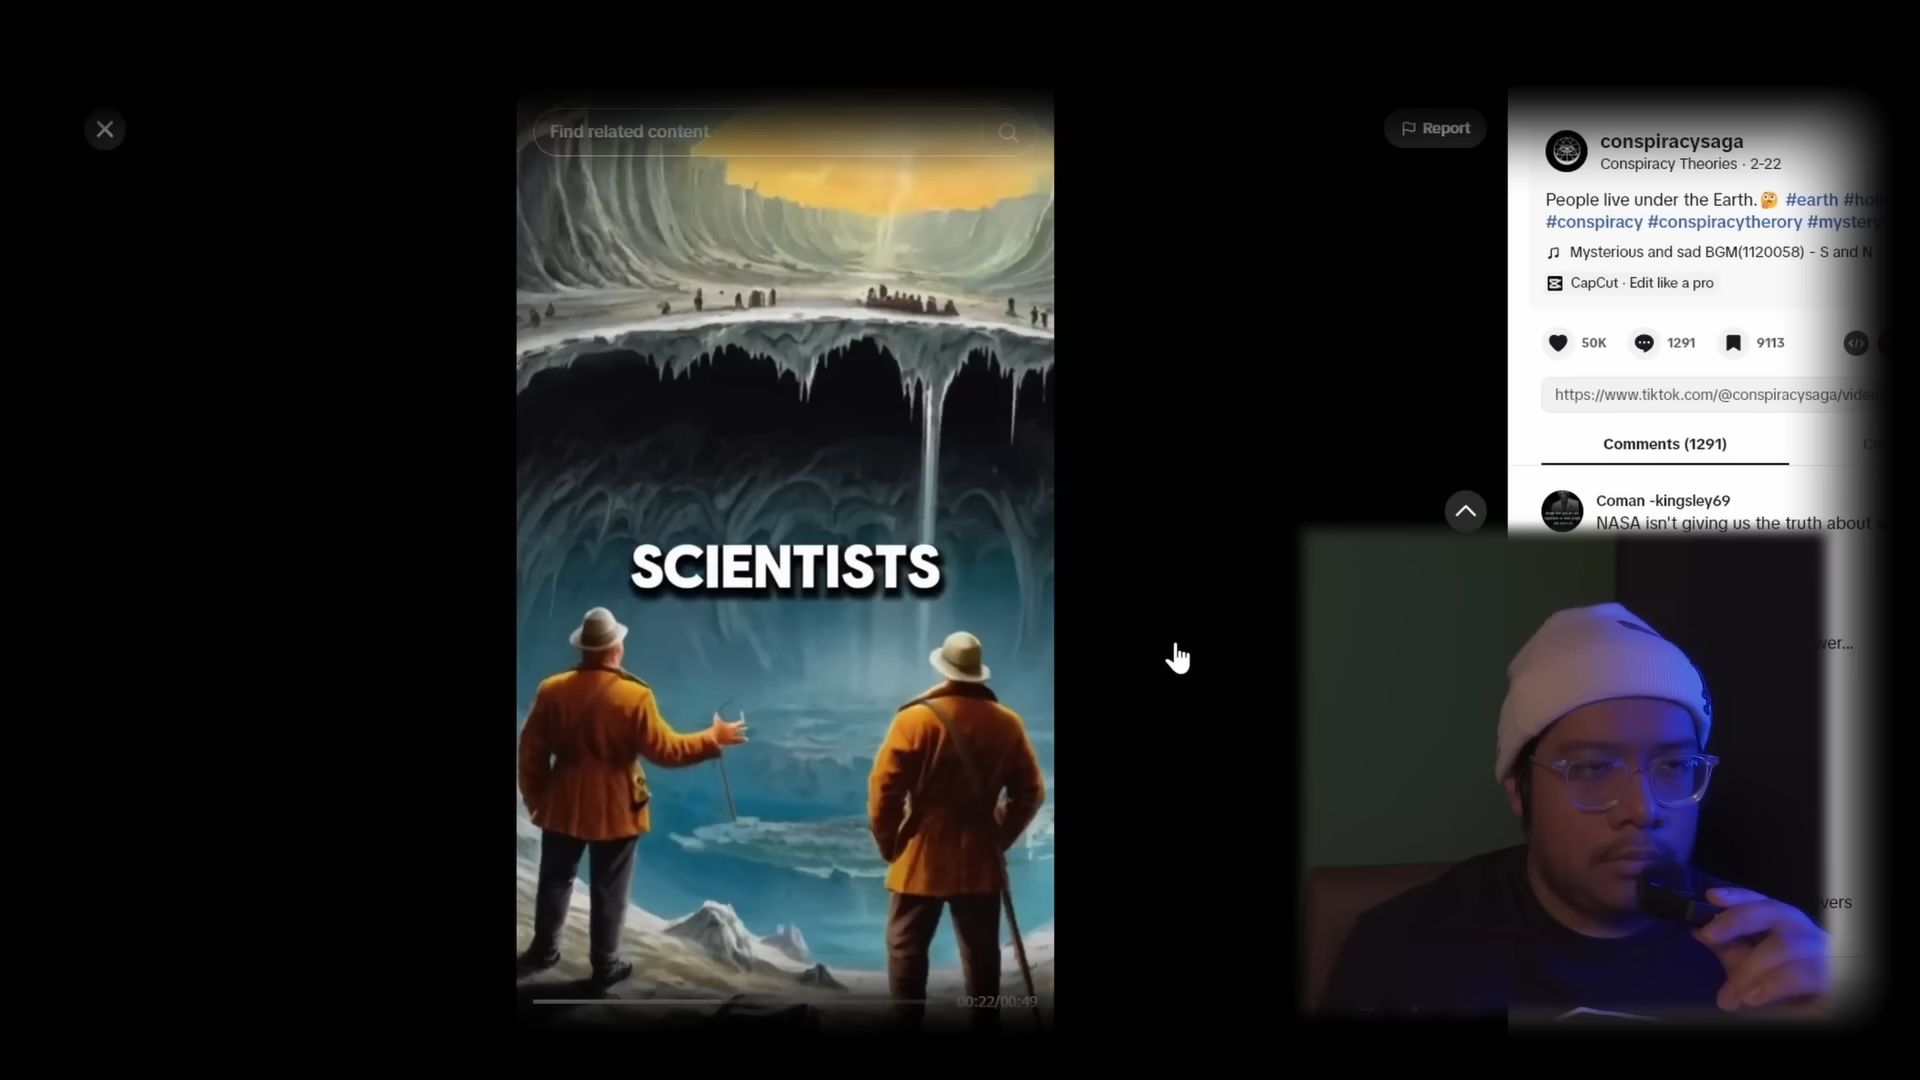 Find related content
Report
SCIENTISTS
00:22/00:49
conspiracysaga
Conspiracy Theories · 2-22
People live under the Earth.🤔 #earth
#conspiracy #conspiracytherory #mystery
Mysterious and sad BGM(1120058) - S and N
CapCut · Edit like a pro
50K 1291 9113
https://www.tiktok.com/@conspiracysaga/vide
Comments (1291)
Coman -kingsley69
NASA isn't giving us the truth about